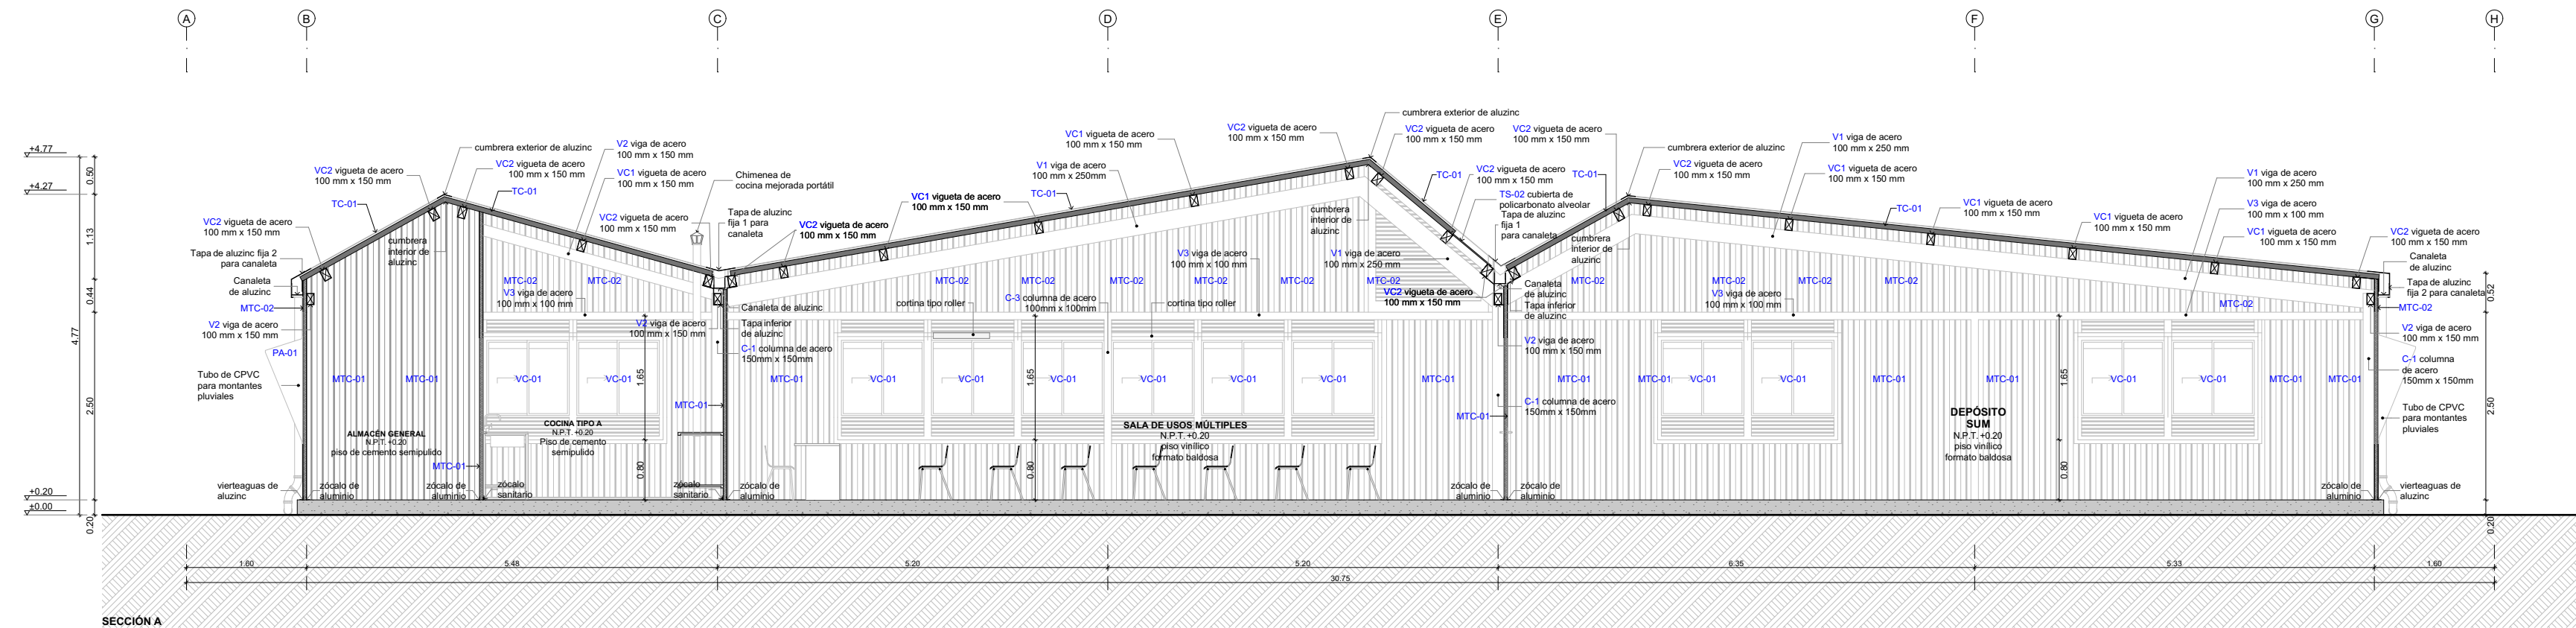 A B C D E F G H
cumbrera exterior de aluzinc
VC2 vigueta de acero
100 mm x 150 mm
VC2 vigueta de acero
100 mm x 150 mm
VC2 vigueta de acero
100 mm x 150 mm
VC1 vigueta de acero
100 mm x 150 mm
V1 viga de acero
100 mm x 250 mm
V2 viga de acero
100 mm x 150 mm
cumbrera exterior de aluzinc
cumbrera exterior de aluzinc
+4.77
0.50
+4.27
VC2 vigueta de acero
100 mm x 150 mm
VC2 vigueta de acero
100 mm x 150 mm
TC-01
VC1 vigueta de acero
100 mm x 150 mm
Chimenea de
cocina mejorada portátil
V1 viga de acero
100 mm x 250mm
VC2 vigueta de acero
100 mm x 150 mm
TC-01
TC-01
VC2 vigueta de acero
100 mm x 150 mm
VC1 vigueta de acero
100 mm x 150 mm
V1 viga de acero
100 mm x 250 mm
TC-01
VC1 vigueta de acero
100 mm x 150 mm
TC-01
TS-02 cubierta de
policarbonato alveolar
VC1 vigueta de acero
100 mm x 150 mm
V3 viga de acero
100 mm x 100 mm
TC-01
VC2 vigueta de acero
100 mm x 150 mm
VC2 vigueta de acero
100 mm x 150 mm
Tapa de aluzinc
fija 1 para
canaleta
VC2 vigueta de acero
100 mm x 150 mm
cumbrera
interior de
aluzinc
Tapa de aluzinc
fija 1
para canaleta
VC1 vigueta de acero
100 mm x 150 mm
VC1 vigueta de acero
100 mm x 150 mm
VC2 vigueta de acero
100 mm x 150 mm
1.13
cumbrera
interior de
aluzinc
cumbrera
interior de
aluzinc
Tapa de aluzinc fija 2
para canaleta
V3 viga de acero
100 mm x 100 mm
V1 viga de acero
100 mm x 250 mm
Canaleta
de aluzinc
Canaleta
de aluzinc
MTC-02 MTC-02 MTC-02 MTC-02 MTC-02 MTC-02 MTC-02 MTC-02 MTC-02 MTC-02 MTC-02 MTC-02
Tapa de aluzinc
fija 2 para canaleta
0.44
V3 viga de acero
100 mm x 100 mm
cortina tipo roller
C-3 columna de acero
100mm x 100mm
cortina tipo roller
VC2 vigueta de acero
100 mm x 150 mm
Canaleta
de aluzinc
Tapa inferior
de aluzinc
V3 viga de acero
100 mm x 100 mm
MTC-02
0.52
MTC-02
Canaleta de aluzinc
MTC-02
V2 viga de acero
100 mm x 150 mm
V2 viga de acero
100 mm x 150 mm
Tapa inferior
de aluzinc
V2 viga de acero
100 mm x 150 mm
4.77
V2 viga de acero
100 mm x 150 mm
PA-01
C-1 columna de acero
150mm x 150mm
C-1 columna
de acero
150mm x 150mm
Tubo de CPVC
para montantes
pluviales
MTC-01 MTC-01 VC-01 VC-01 1.65 MTC-01 VC-01 VC-01 1.65 VC-01 VC-01 VC-01 VC-01 MTC-01 MTC-01 MTC-01 VC-01 VC-01 MTC-01 MTC-01 1.65 VC-01 VC-01 MTC-01 MTC-01
2.50
MTC-01
C-1 columna de acero
150mm x 150mm
MTC-01
2.50
Tubo de CPVC
para montantes
pluviales
ALMACÉN GENERAL
N.P.T. +0.20
piso de cemento semipulido
COCINA TIPO A
N.P.T. +0.20
Piso de cemento
semipulido
SALA DE USOS MÚLTIPLES
N.P.T. +0.20
piso vinílico
formato baldosa
DEPÓSITO
SUM
N.P.T. +0.20
piso vinílico
formato baldosa
MTC-01
0.80 0.80 0.80
vierteaguas de
aluzinc
zócalo de
aluminio
zócalo de
aluminio
zócalo
sanitario
zócalo
sanitario
zócalo de
aluminio
zócalo de
aluminio
zócalo de
aluminio
zócalo de
aluminio
vierteaguas de
aluzinc
+0.20
±0.00
0.20
0.20
1.60 5.48 5.20 5.20 6.35 5.33 1.60
30.75
SECCIÓN A